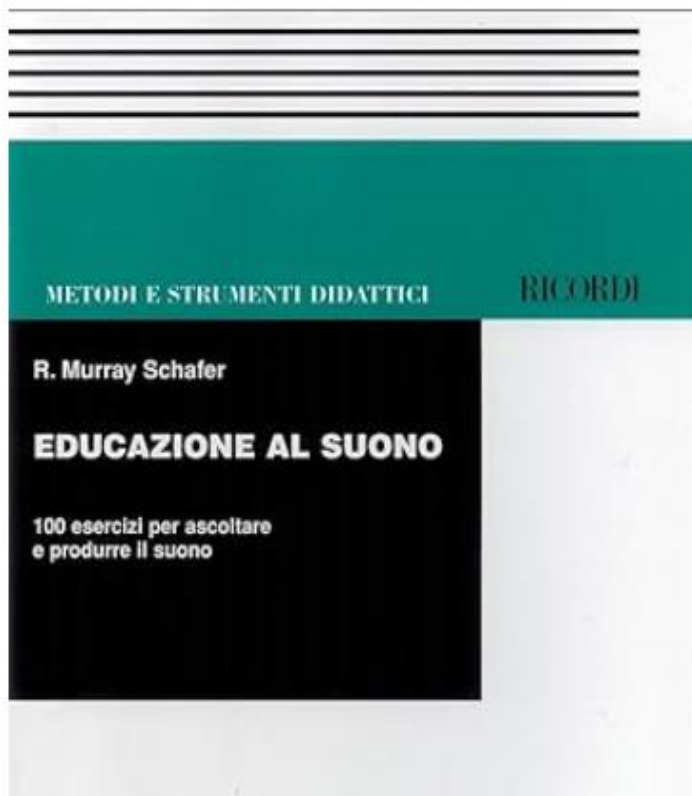 METODI E STRUMENTI DIDATTICI
RICORDI
R. Murray Schafer
EDUCAZIONE AL SUONO
100 esercizi per ascoltare
e produrre il suono